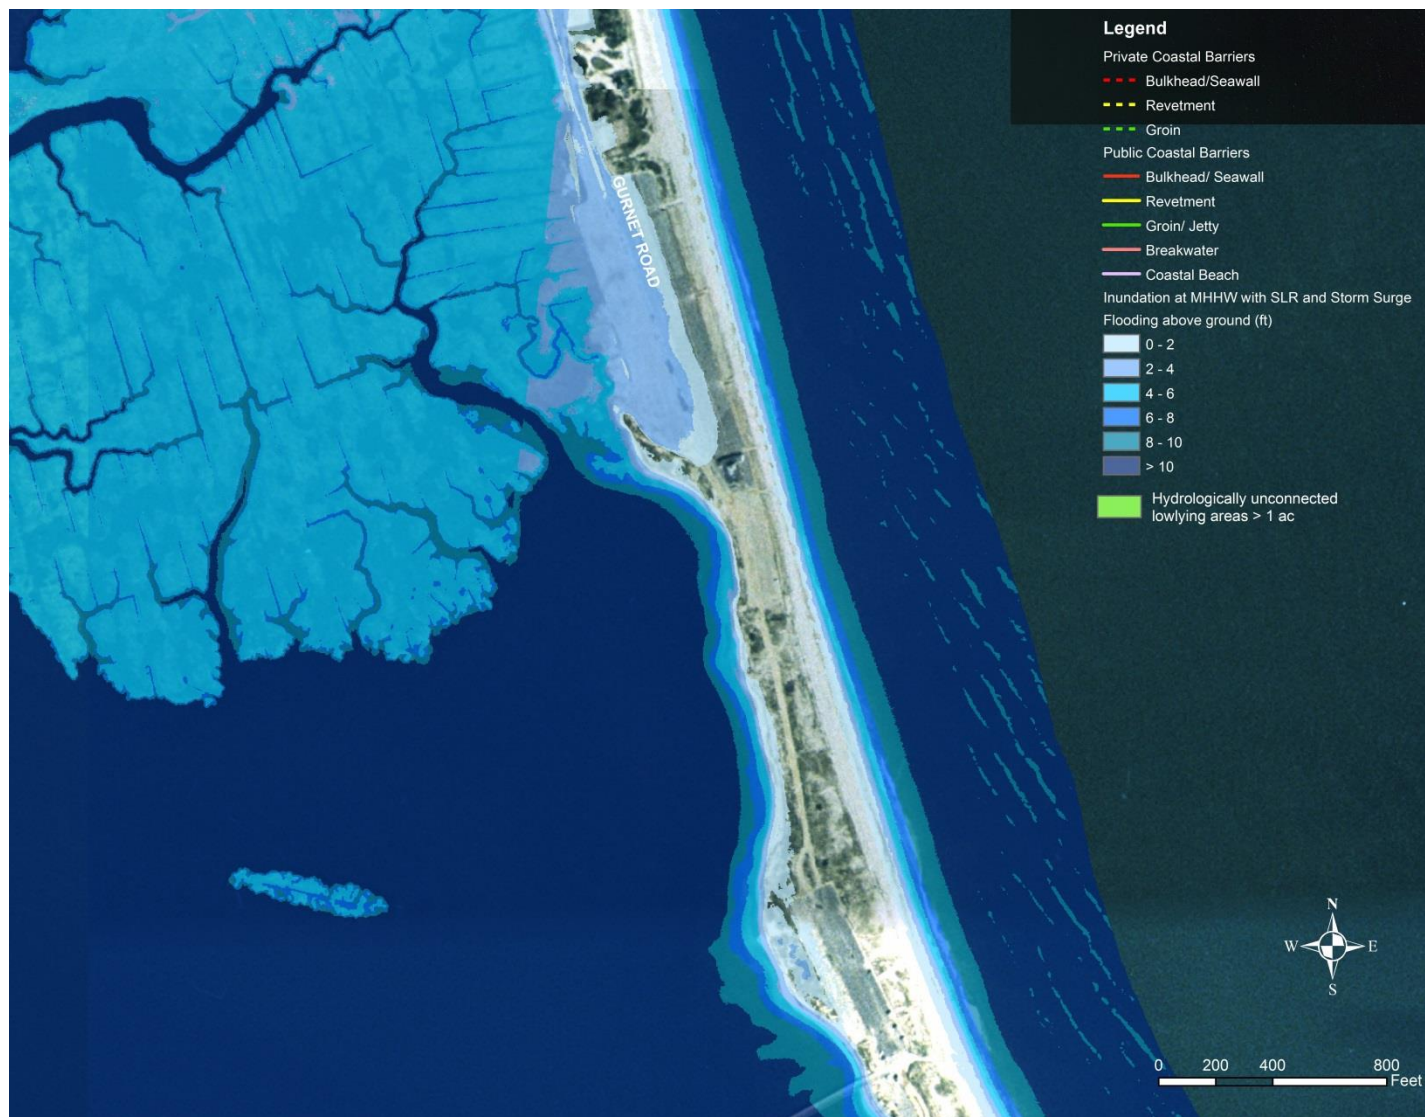 Legend
Private Coastal Barriers
Bulkhead/Seawall
Revetment
Groin
Public Coastal Barriers
Bulkhead/ Seawall
Revetment
Groin/ Jetty
Breakwater
Coastal Beach
Inundation at MHHW with SLR and Storm Surge
Flooding above ground (ft)
0 - 2
2 - 4
4 - 6
6 - 8
8 - 10
> 10
Hydrologically unconnected
lowlying areas > 1 ac
GURNET ROAD
N
W E
S
0 200 400 800
Feet